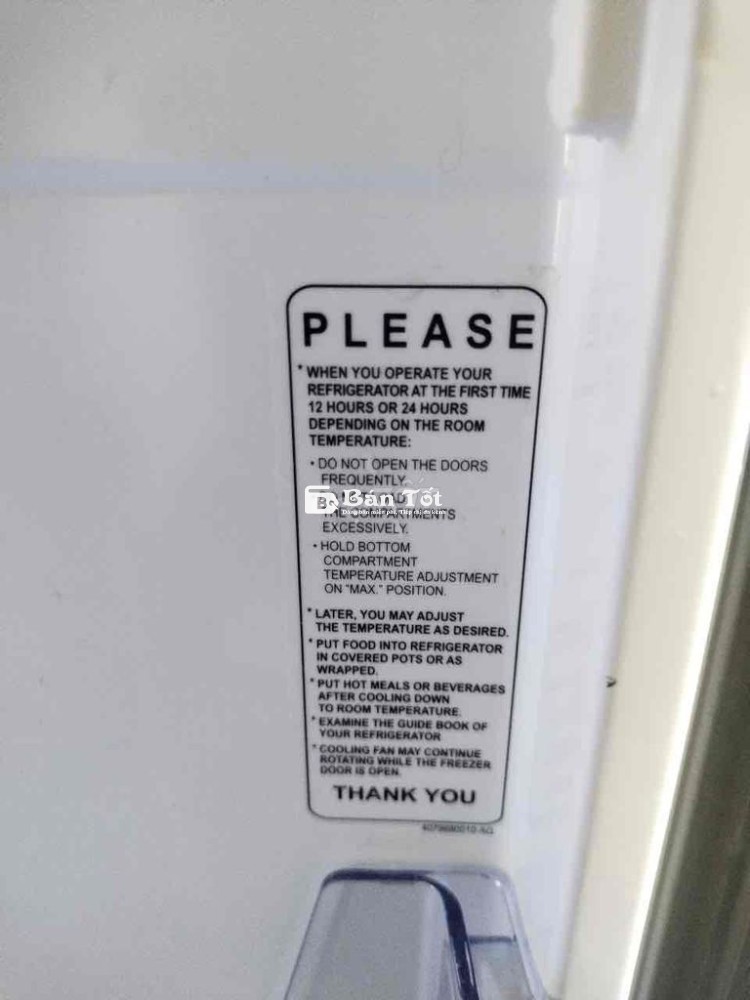 PLEASE
* WHEN YOU OPERATE YOUR
REFRIGERATOR AT THE FIRST TIME
12 HOURS OR 24 HOURS
DEPENDING ON THE ROOM
TEMPERATURE:
• DO NOT OPEN THE DOORS
FREQUENTLY.
Bán Tốt
THE COMPARTMENTS
EXCESSIVELY.
• HOLD BOTTOM
COMPARTMENT
TEMPERATURE ADJUSTMENT
ON "MAX." POSITION.
* LATER, YOU MAY ADJUST
THE TEMPERATURE AS DESIRED.
* PUT FOOD INTO REFRIGERATOR
IN COVERED POTS OR AS
WRAPPED.
* PUT HOT MEALS OR BEVERAGES
AFTER COOLING DOWN
TO ROOM TEMPERATURE.
* EXAMINE THE GUIDE BOOK OF
YOUR REFRIGERATOR
* COOLING FAN MAY CONTINUE
ROTATING WHILE THE FREEZER
DOOR IS OPEN.
THANK YOU